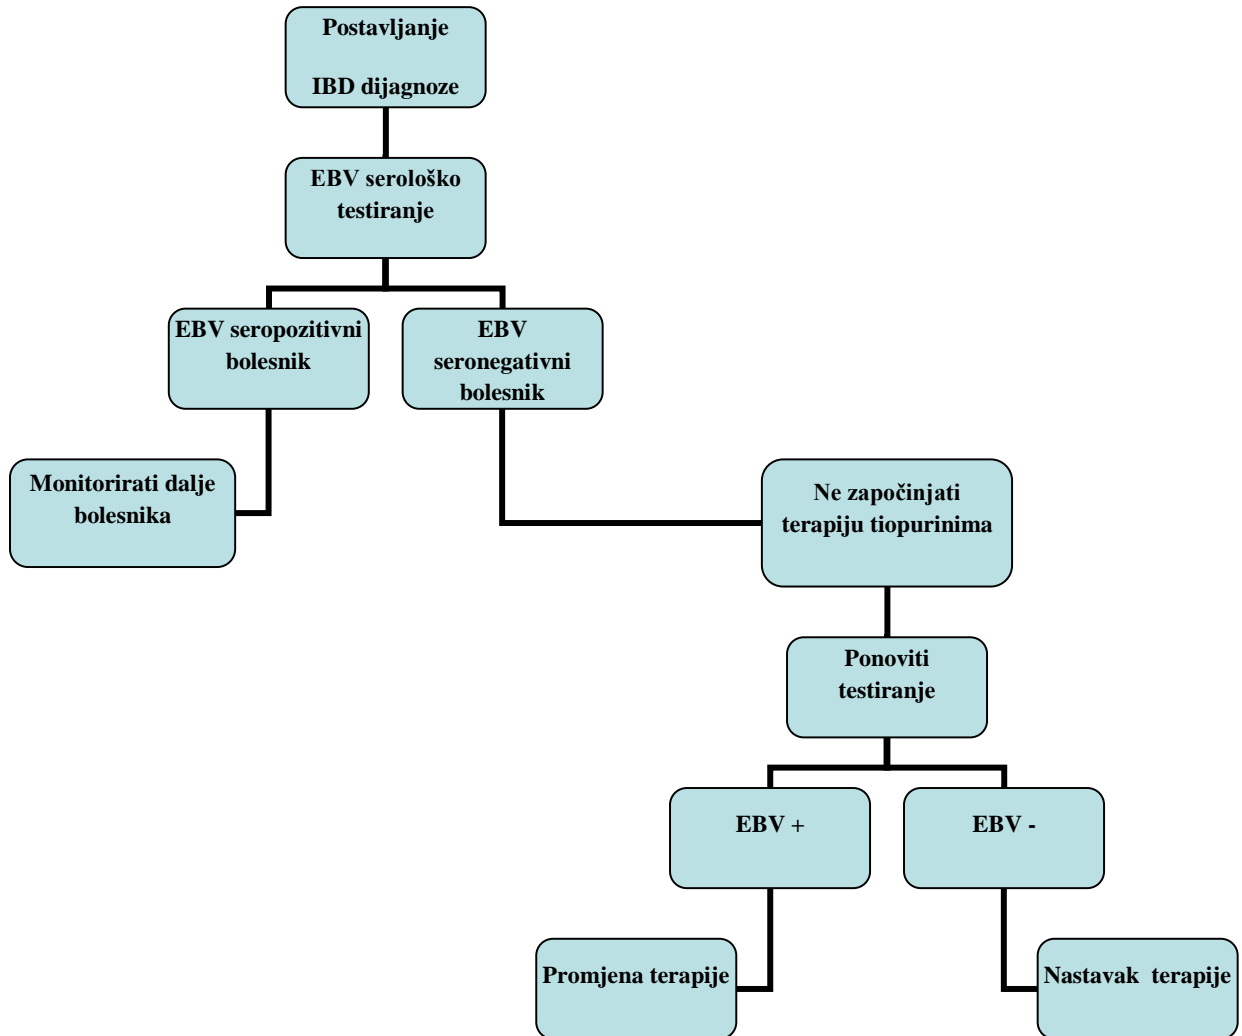 Postavljanje
IBD dijagnoze
EBV serološko
testiranje
EBV seropozitivni
bolesnik
EBV
seronegativni
bolesnik
Monitorirati dalje
bolesnika
Ne započinjati
terapiju tiopurinima
Ponoviti
testiranje
EBV +
EBV -
Promjena terapije
Nastavak terapije